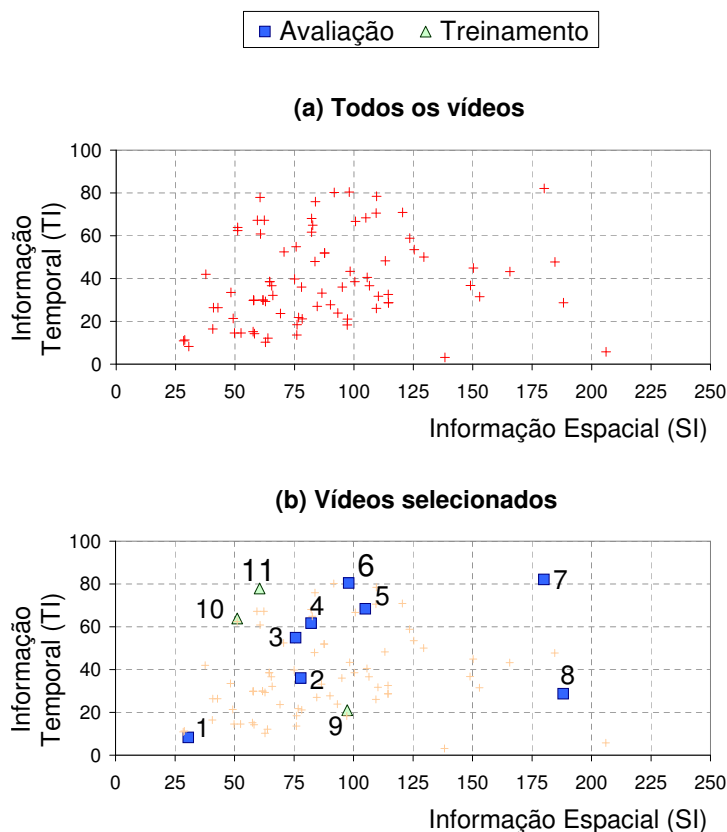 Avaliação Treinamento
(a) Todos os vídeos
Informação
Temporal (TI)
100
80
60
40
20
0
0 25 50 75 100 125 150 175 200 225 250
Informação Espacial (SI)
(b) Vídeos selecionados
Informação
Temporal (TI)
100
80
60
40
20
0
11
6
7
10
4
5
3
2
8
1
9
0 25 50 75 100 125 150 175 200 225 250
Informação Espacial (SI)